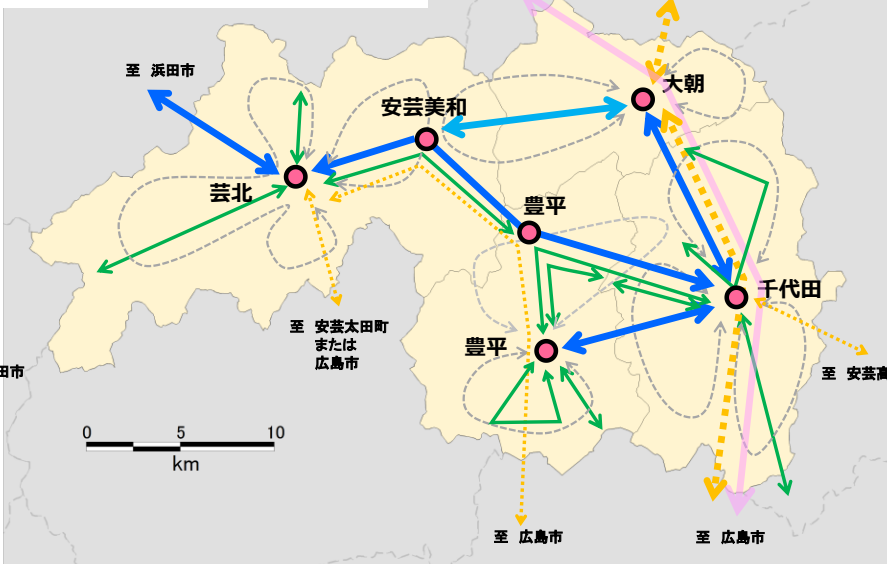 至 浜田市
大朝
安芸美和
芸北
豊平
千代田
至 安芸太田町
または
広島市
豊平
田市
至 安芸高
0 5 10
km
至 広島市
至 広島市